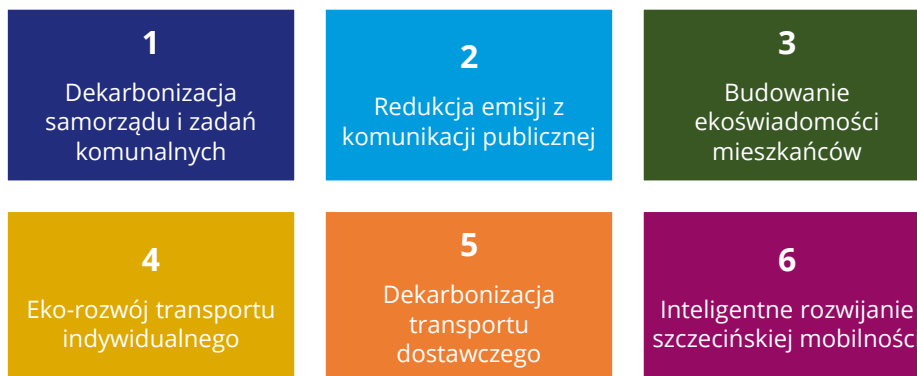 1
Dekarbonizacja
samorządu i zadań
komunalnych
2
Redukcja emisji z
komunikacji publicznej
3
Budowanie
ekoświadomości
mieszkańców
4
Eko-rozwój transportu
indywidualnego
5
Dekarbonizacja
transportu
dostawczego
6
Inteligentne rozwijanie
szczecińskiej mobilności